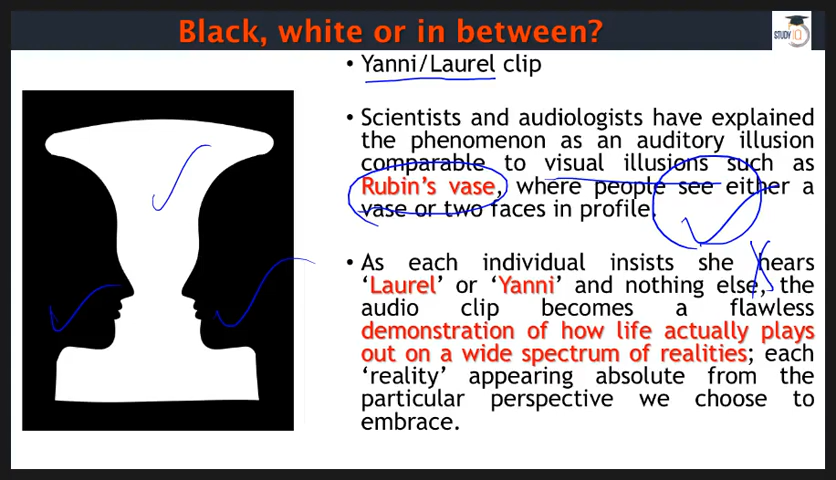 Black, white or in between?
STUDY IQ
• Yanni/Laurel clip
• Scientists and audiologists have explained
the phenomenon as an auditory illusion
comparable to visual illusions such as
Rubin's vase, where people see either a
vase or two faces in profile.
• As each individual insists she hears
'Laurel' or 'Yanni' and nothing else, the
audio clip becomes a flawless
demonstration of how life actually plays
out on a wide spectrum of realities; each
'reality' appearing absolute from the
particular perspective we choose to
embrace.